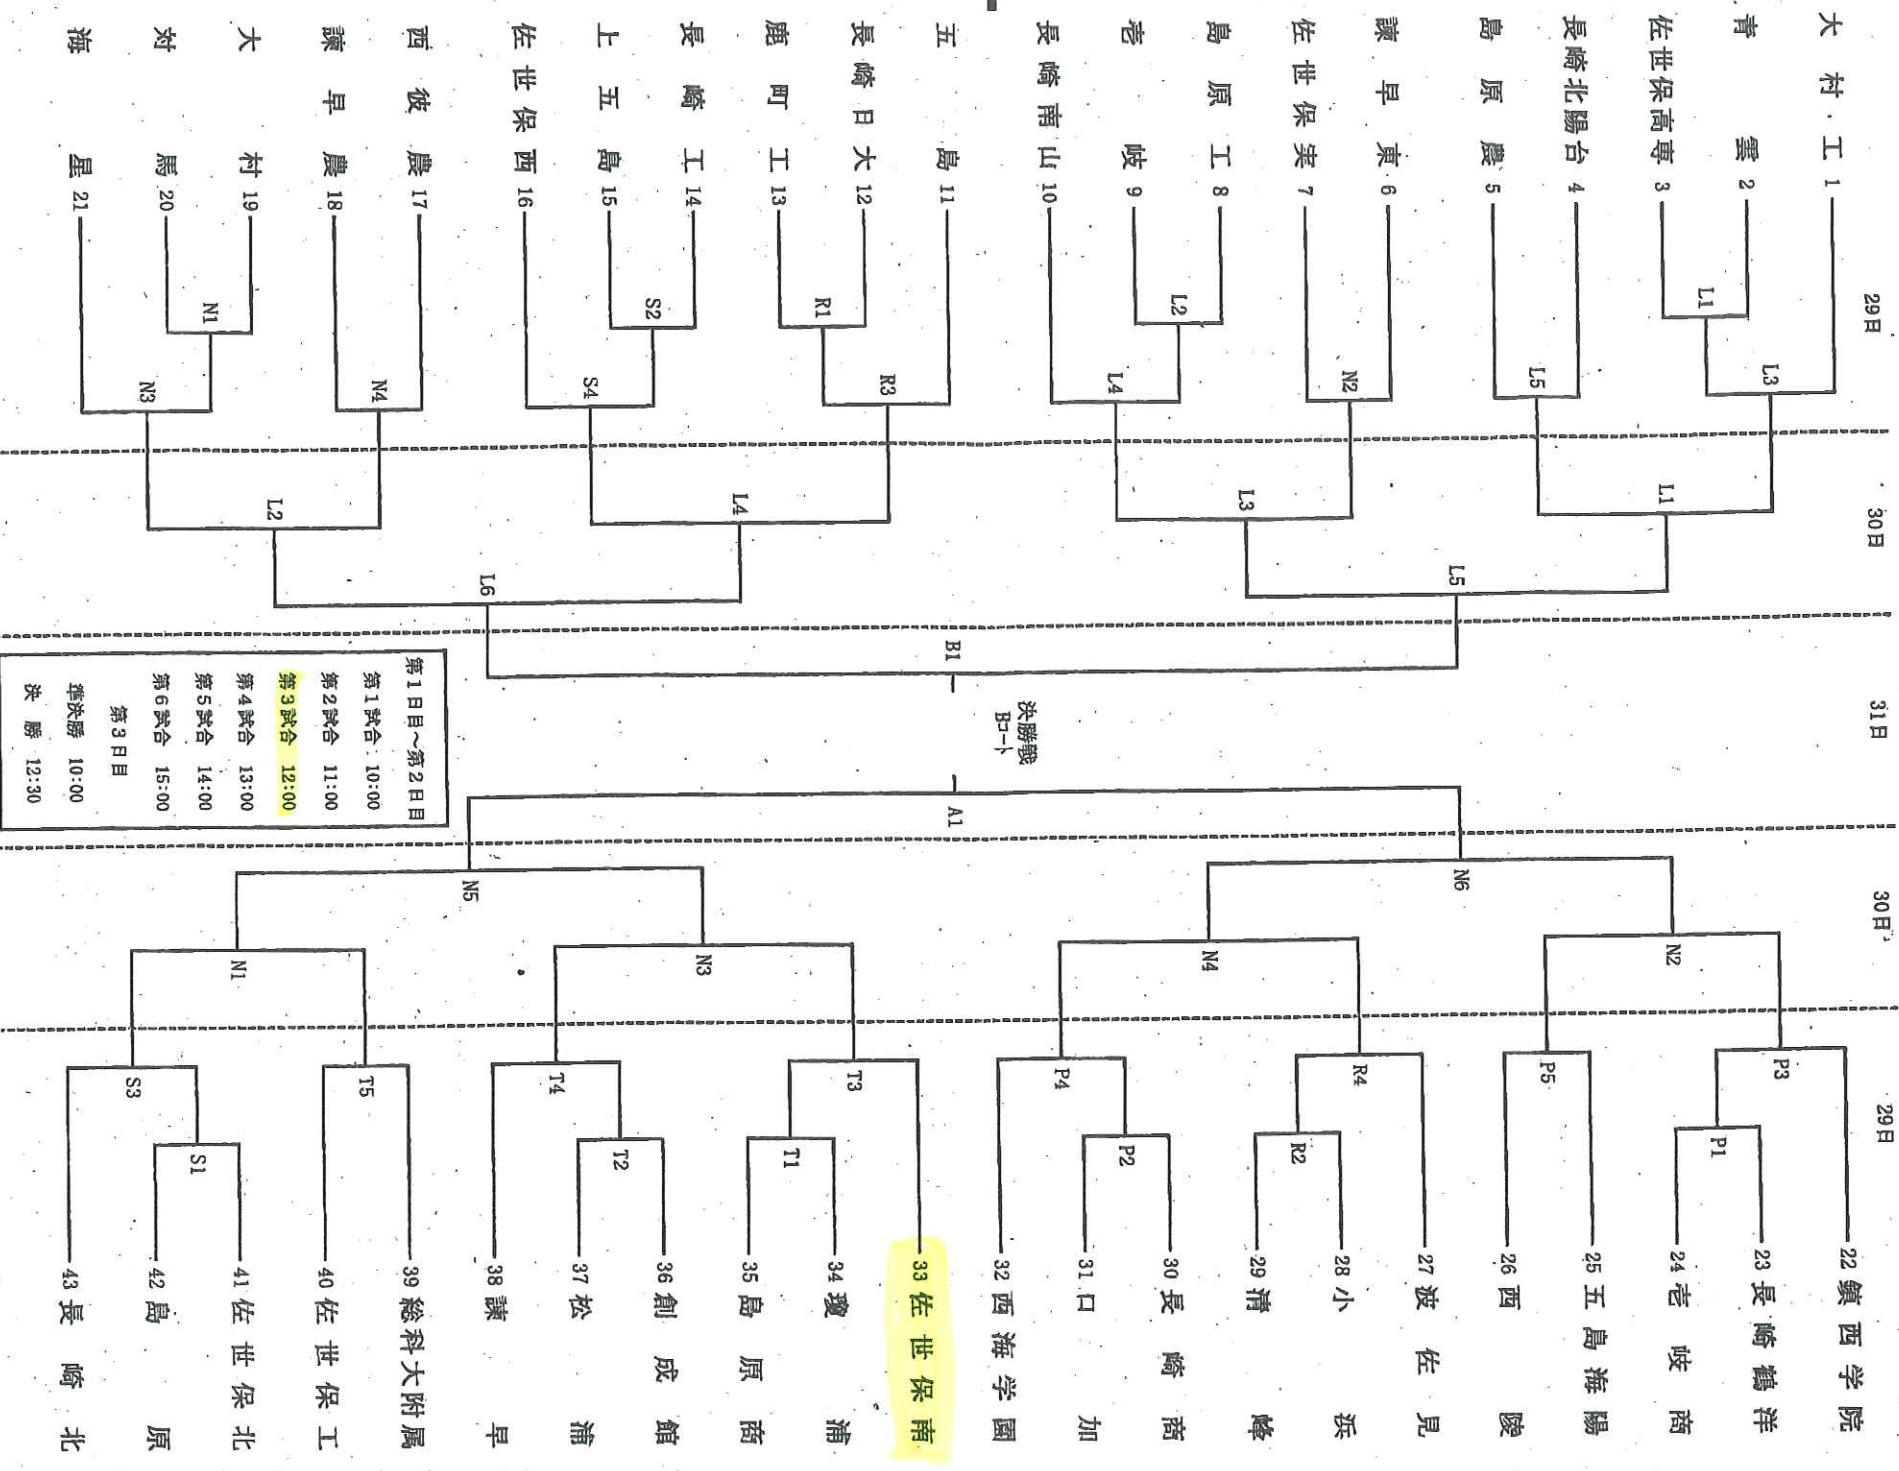 29日
30日
31日
30日
29日
大村工 1
青雲 2
佐世保高専 3
長崎北陽台 4
島原農 5
諫早東 6
佐世保実 7
島原工 8
壱岐 9
長崎南山 10
五島 11
長崎日大 12
鹿町工 13
長崎工 14
上五島 15
佐世保西 16
西彼農 17
諫早農 18
大村 19
対馬 20
海星 21
L1
L2
R1
S2
N1
L3
L5
N2
L4
R3
S4
N4
N3
L1
L3
L4
L2
L5
L6
B1
決勝戦
Bコート
A1
第1日目~第2日目
第1試合 10:00
第2試合 11:00
第3試合 12:00
第4試合 13:00
第5試合 14:00
第6試合 15:00
第3日目
準決勝 10:00
決勝 12:30
N6
N5
N2
N4
N3
N1
P3
P5
R4
P4
T3
T4
T5
S3
P1
R2
P2
T1
T2
S1
22 鎮西学院
23 長崎鶴洋
24 壱岐商
25 五島海陽
26 西陵
27 波佐見
28 小浜
29 清峰
30 長崎商
31 口加
32 西海学園
33 佐世保南
34 瓊浦
35 島原商
36 創成館
37 松浦
38 諫早
39 総科大附属
40 佐世保工
41 佐世保北
42 島原
43 長崎北